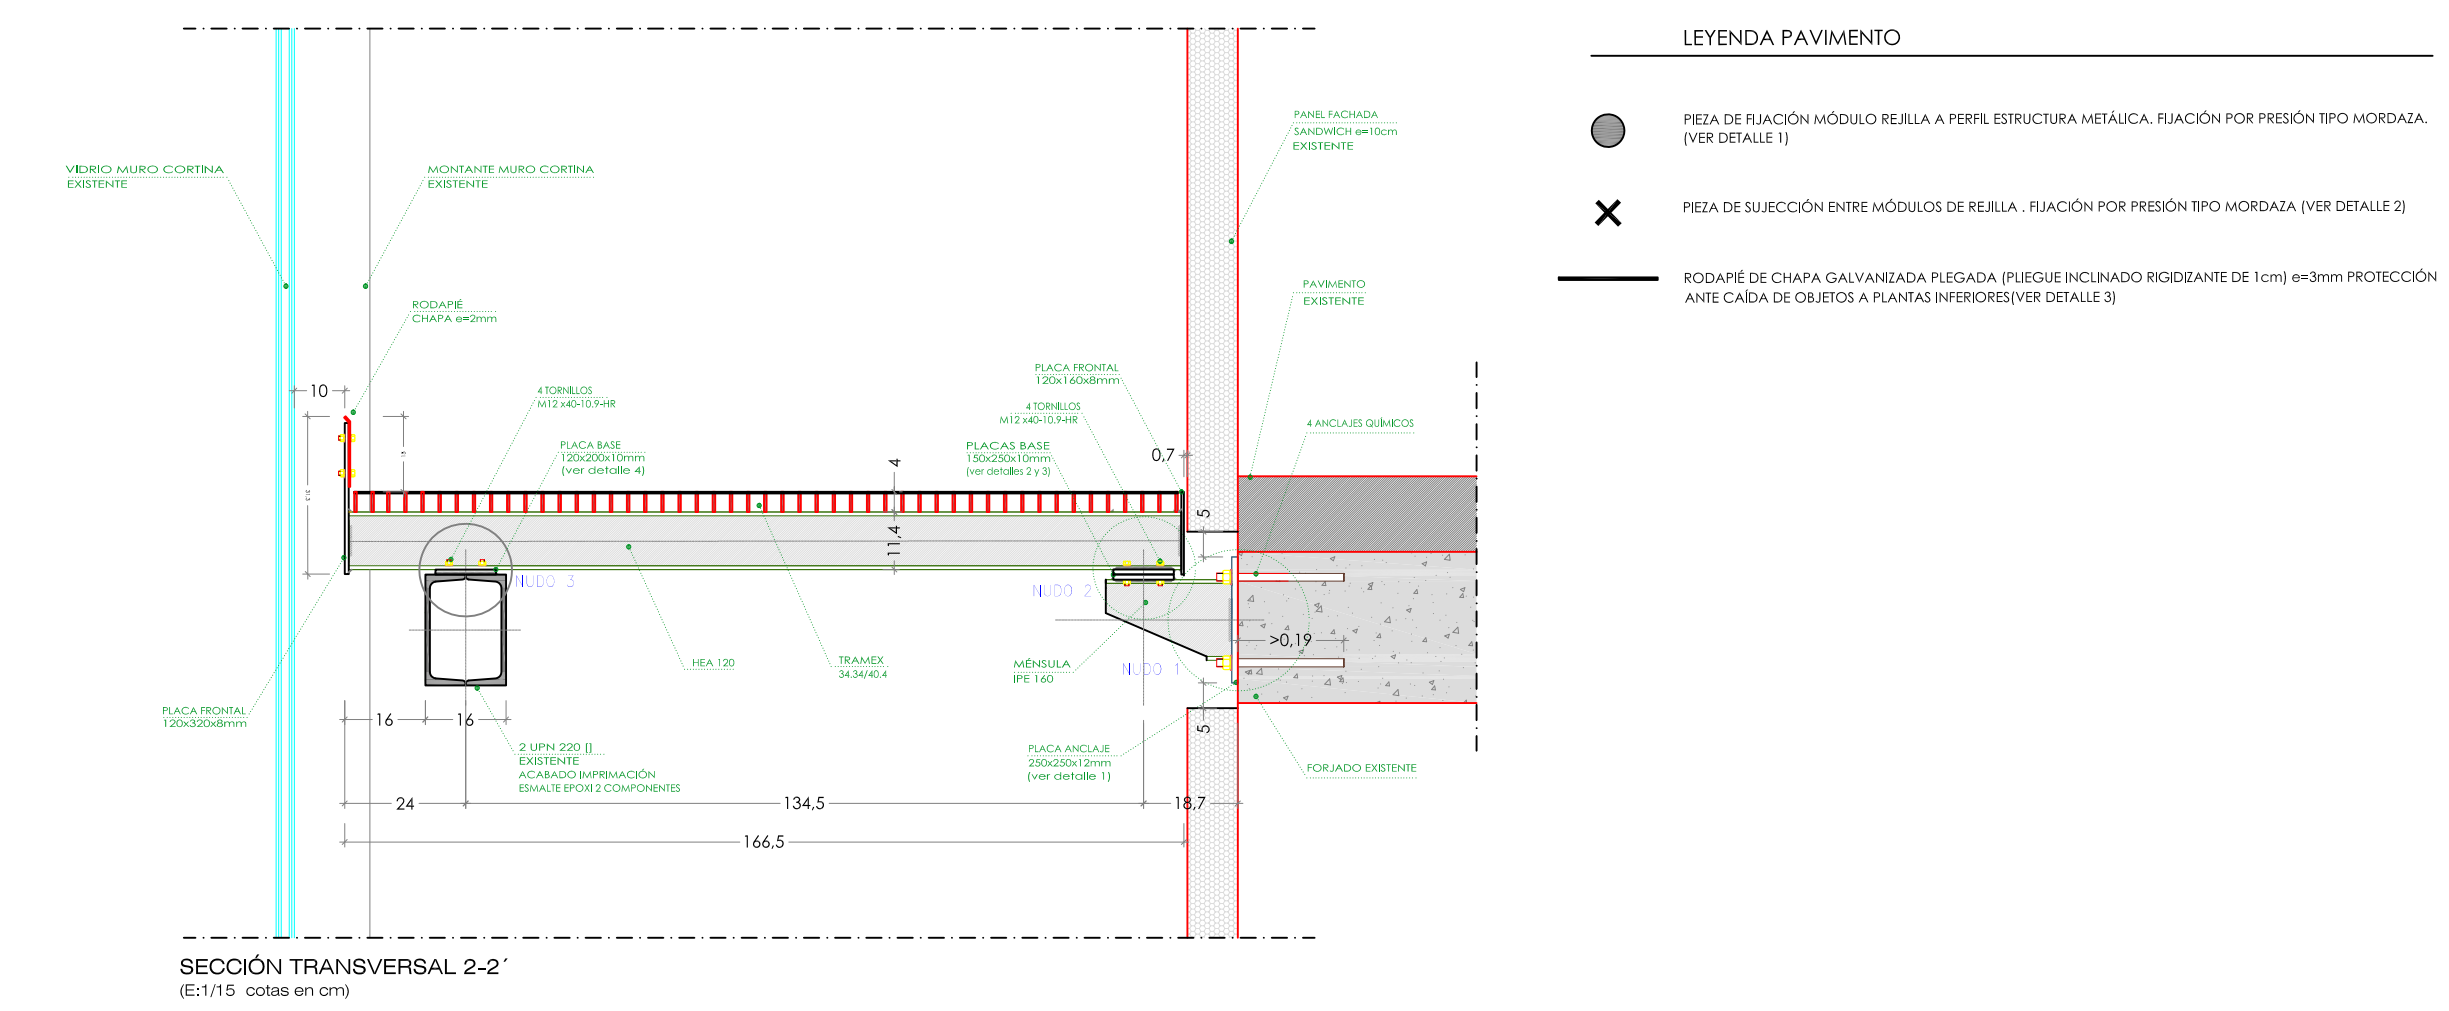 LEYENDA PAVIMENTO
PIEZA DE FIJACIÓN MÓDULO REJILLA A PERFIL ESTRUCTURA METÁLICA. FIJACIÓN POR PRESIÓN TIPO MORDAZA.
(VER DETALLE 1)
PIEZA DE SUJECCIÓN ENTRE MÓDULOS DE REJILLA . FIJACIÓN POR PRESIÓN TIPO MORDAZA (VER DETALLE 2)
RODAPIÉ DE CHAPA GALVANIZADA PLEGADA (PLIEGUE INCLINADO RIGIDIZANTE DE 1cm) e=3mm PROTECCIÓN
ANTE CAÍDA DE OBJETOS A PLANTAS INFERIORES(VER DETALLE 3)
PANEL FACHADA
SANDWICH e=10cm
EXISTENTE
VIDRIO MURO CORTINA
EXISTENTE
MONTANTE MURO CORTINA
EXISTENTE
PAVIMENTO
EXISTENTE
RODAPIÉ
CHAPA e=2mm
PLACA FRONTAL
120x160x8mm
10
4 TORNILLOS
M12 x40-10.9-HR
4 TORNILLOS
M12 x40-10.9-HR
4 ANCLAJES QUÍMICOS
PLACA BASE
120x200x10mm
(ver detalle 4)
PLACAS BASE
150x250x10mm
(ver detalles 2 y 3)
0,7
4
11,4
5
31,3
NUDO 3
NUDO 2
>0,19
HEA 120
TRAMEX
34.34/40.4
MÉNSULA
IPE 160
NUDO 1
PLACA FRONTAL
120x320x8mm
16
16
5
2 UPN 220 []
EXISTENTE
ACABADO IMPRIMACIÓN
ESMALTE EPOXI 2 COMPONENTES
PLACA ANCLAJE
250x250x12mm
(ver detalle 1)
FORJADO EXISTENTE
24
134,5
18,7
166,5
SECCIÓN TRANSVERSAL 2-2´
(E:1/15 cotas en cm)